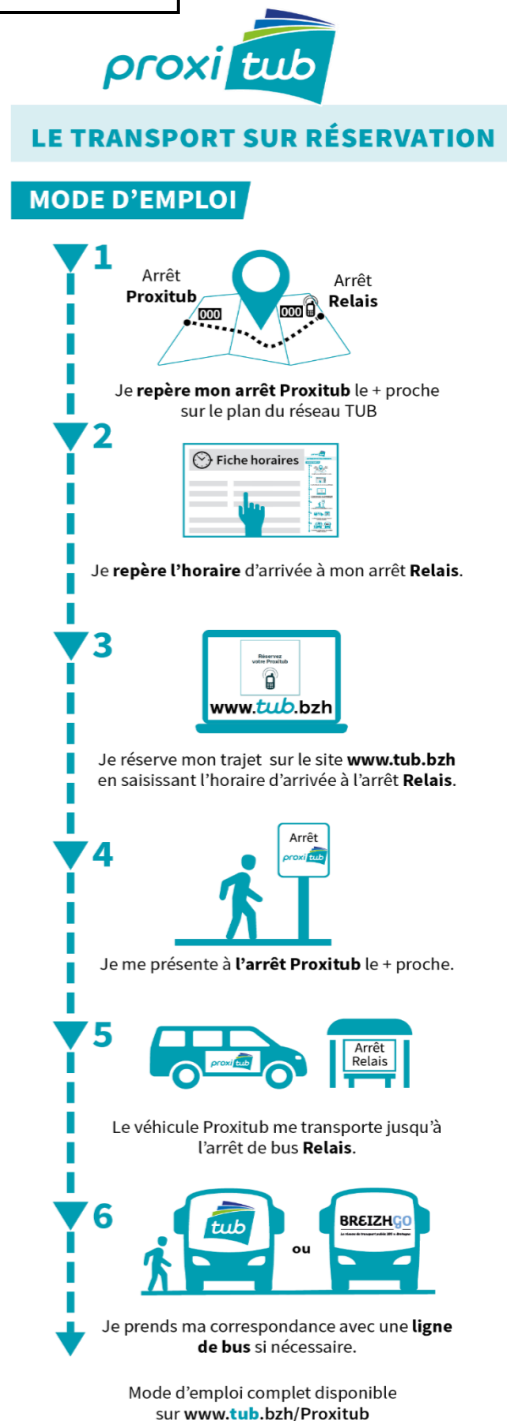 proxi tub
LE TRANSPORT SUR RÉSERVATION
MODE D'EMPLOI
1
Arrêt
Proxitub
Arrêt
Relais
000
000
Je repère mon arrêt Proxitub le + proche
sur le plan du réseau TUB
2
Fiche horaires
Je repère l'horaire d'arrivée à mon arrêt Relais.
3
Réservez
votre Proxitub
www.tub.bzh
Je réserve mon trajet sur le site www.tub.bzh
en saisissant l'horaire d'arrivée à l'arrêt Relais.
4
Arrêt
proxi tub
Je me présente à l'arrêt Proxitub le + proche.
5
proxi tub
Arrêt
Relais
Le véhicule Proxitub me transporte jusqu'à
l'arrêt de bus Relais.
6
tub
ou
BREIZHGO
Je prends ma correspondance avec une ligne
de bus si nécessaire.
Mode d'emploi complet disponible
sur www.tub.bzh/Proxitub